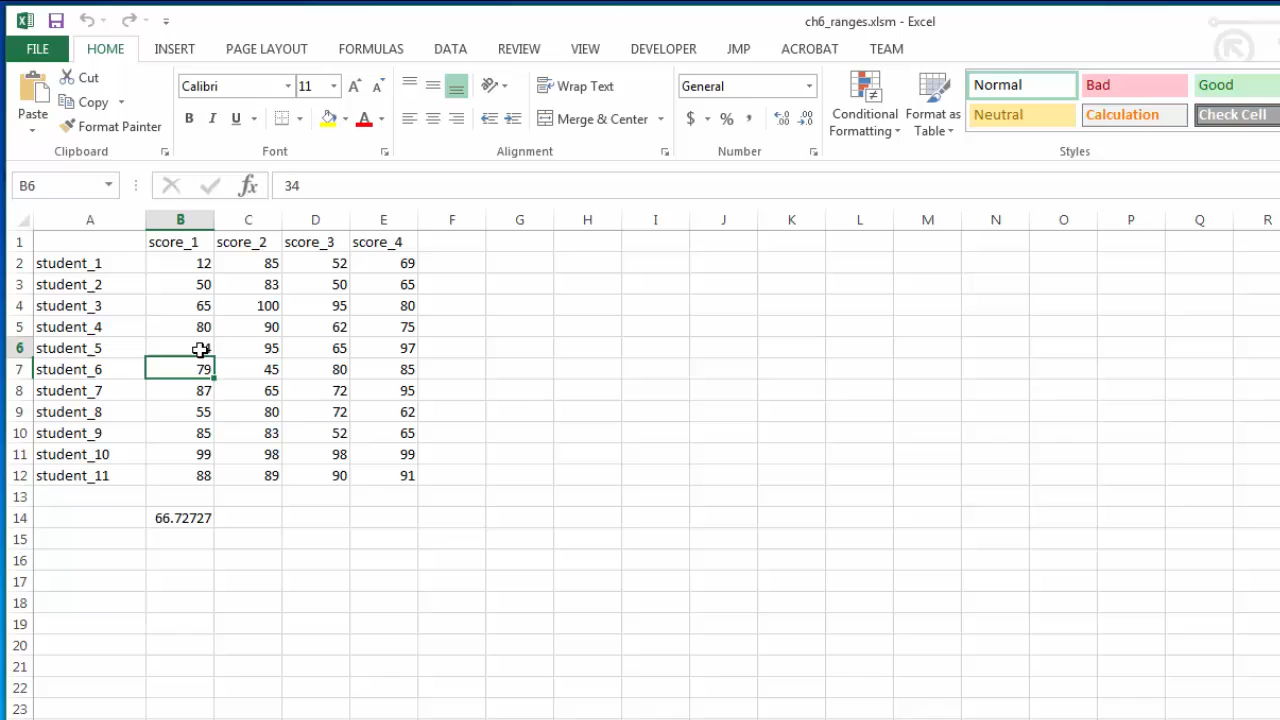 ch6_ranges.xlsm - Excel
FILE HOME INSERT PAGE LAYOUT FORMULAS DATA REVIEW VIEW DEVELOPER JMP ACROBAT TEAM
Paste
Cut
Copy
Format Painter
Clipboard
Calibri 11
B I U
Font
Wrap Text
Merge & Center
Alignment
General
$ % ,
Number
Conditional Formatting
Format as Table
Normal Bad Good
Neutral Calculation Check Cell
Styles
B6 fx 34
A B C D E F G H I J K L M N O P Q R
1 score_1 score_2 score_3 score_4
2 student_1 12 85 52 69
3 student_2 50 83 50 65
4 student_3 65 100 95 80
5 student_4 80 90 62 75
6 student_5 95 65 97
7 student_6 79 45 80 85
8 student_7 87 65 72 95
9 student_8 55 80 72 62
10 student_9 85 83 52 65
11 student_10 99 98 98 99
12 student_11 88 89 90 91
13
14 66.72727
15
16
17
18
19
20
21
22
23